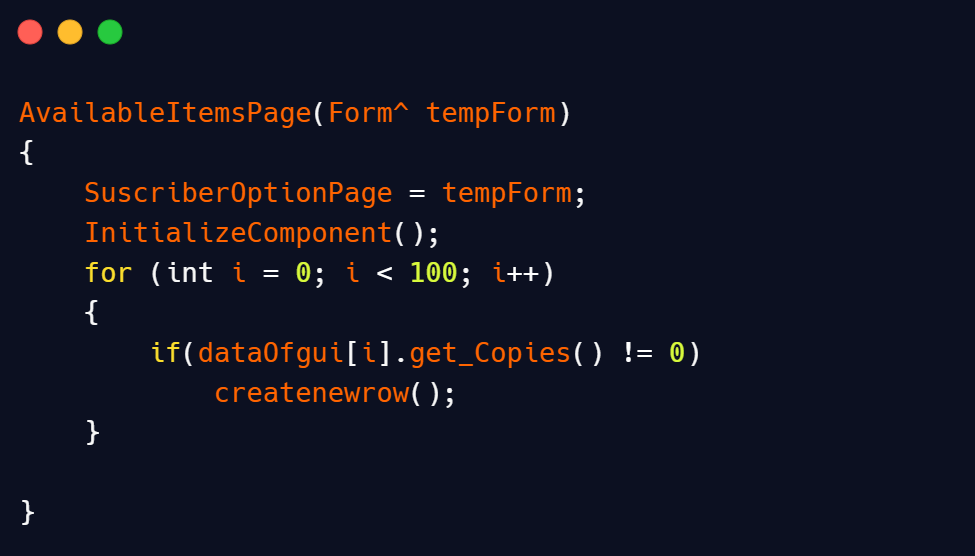 AvailableItemsPage(Form^ tempForm)
{
    SuscriberOptionPage = tempForm;
    InitializeComponent();
    for (int i = 0; i < 100; i++)
    {
        if(dataOfgui[i].get_Copies() != 0)
            createnewrow();
    }

}